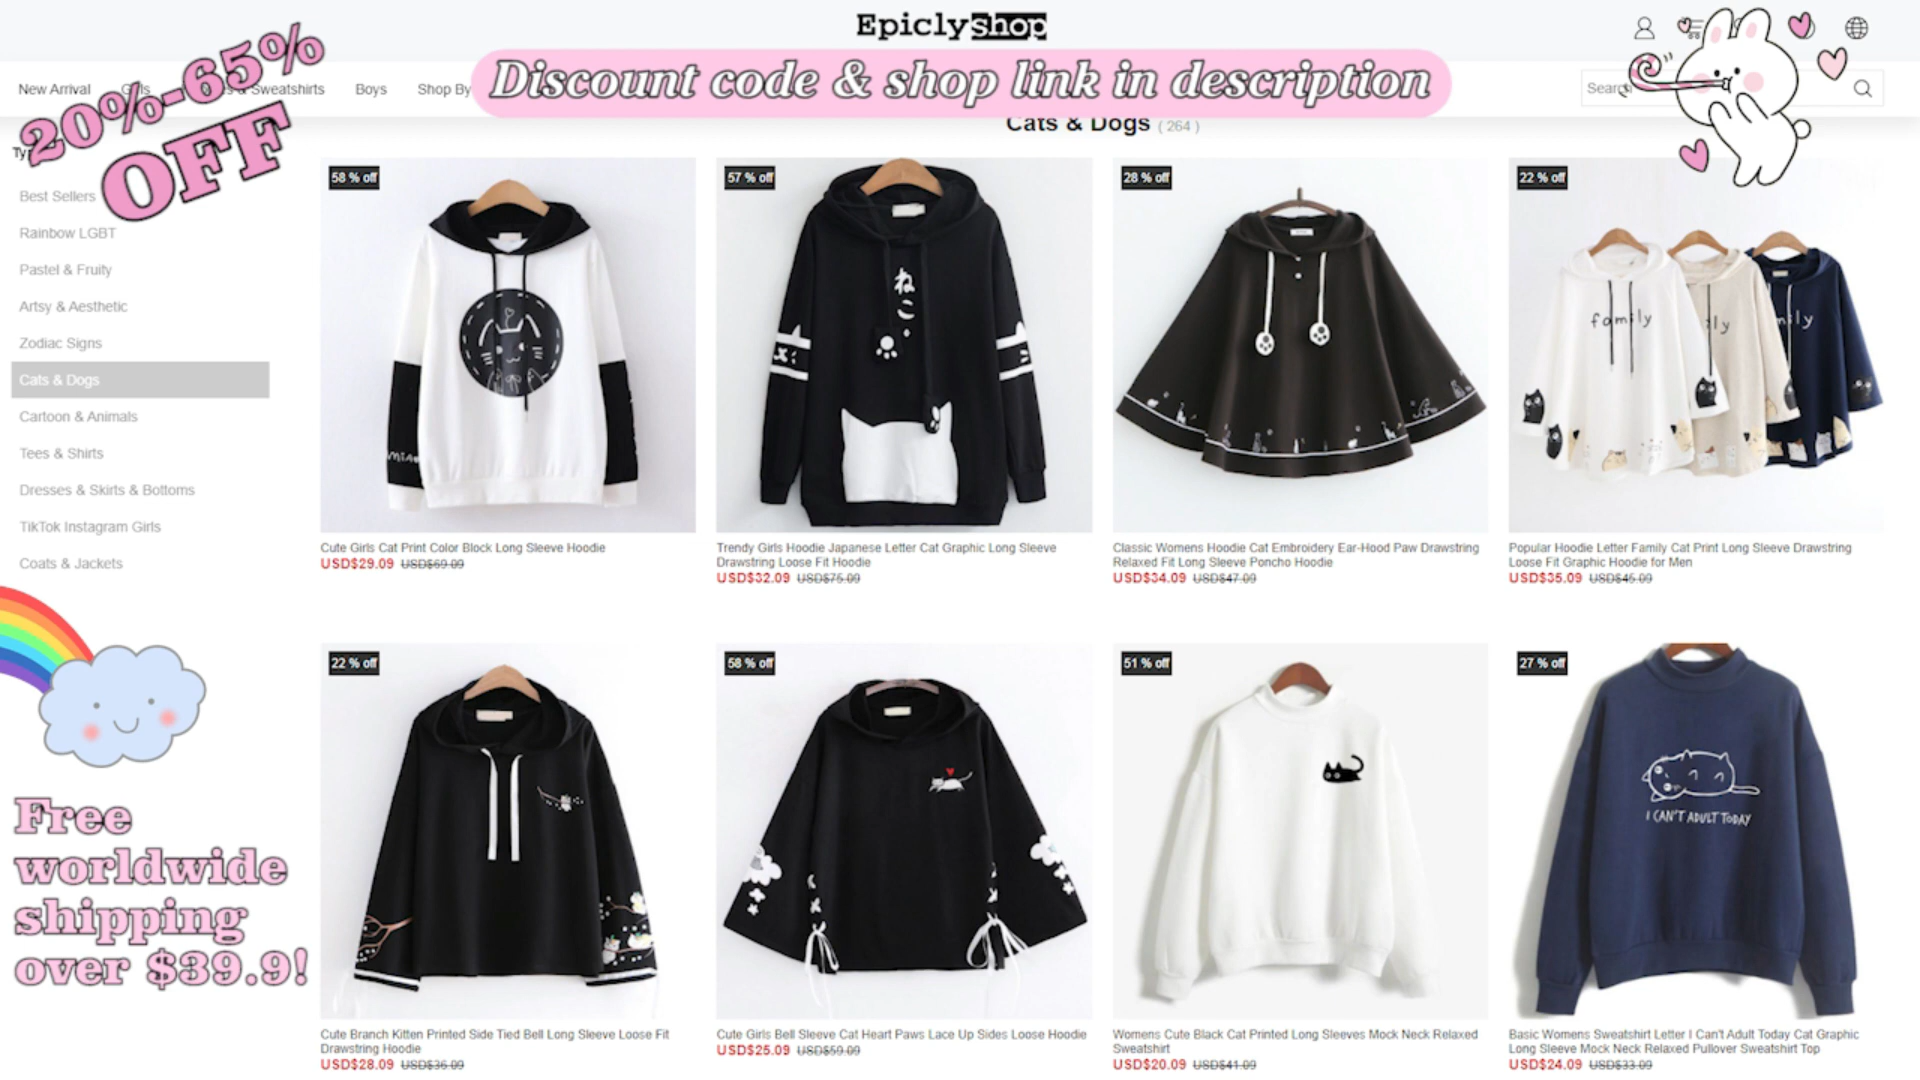 Epiclyshop
20%-65%
OFF
Discount code & shop link in description
New Arrival
& Sweatshirts
Boys
Shop By
Search
Cats & Dogs ( 264 )
Best Sellers
Rainbow LGBT
Pastel & Fruity
Artsy & Aesthetic
Zodiac Signs
Cats & Dogs
Cartoon & Animals
Tees & Shirts
Dresses & Skirts & Bottoms
TikTok Instagram Girls
Coats & Jackets
Free
worldwide
shipping
over $39.9!
58 % off
Cute Girls Cat Print Color Block Long Sleeve Hoodie
USD$29.09 USD$69.09
57 % off
ねこ
Trendy Girls Hoodie Japanese Letter Cat Graphic Long Sleeve
Drawstring Loose Fit Hoodie
USD$32.09 USD$75.09
28 % off
Classic Womens Hoodie Cat Embroidery Ear-Hood Paw Drawstring
Relaxed Fit Long Sleeve Poncho Hoodie
USD$34.09 USD$47.09
22 % off
family
ily
mily
Popular Hoodie Letter Family Cat Print Long Sleeve Drawstring
Loose Fit Graphic Hoodie for Men
USD$35.09 USD$45.09
22 % off
Cute Branch Kitten Printed Side Tied Bell Long Sleeve Loose Fit
Drawstring Hoodie
USD$28.09 USD$36.09
58 % off
Cute Girls Bell Sleeve Cat Heart Paws Lace Up Sides Loose Hoodie
USD$25.09 USD$59.09
51 % off
Womens Cute Black Cat Printed Long Sleeves Mock Neck Relaxed
Sweatshirt
USD$20.09 USD$41.09
27 % off
I CAN'T ADULT TODAY
Basic Womens Sweatshirt Letter I Can't Adult Today Cat Graphic
Long Sleeve Mock Neck Relaxed Pullover Sweatshirt Top
USD$24.09 USD$33.09